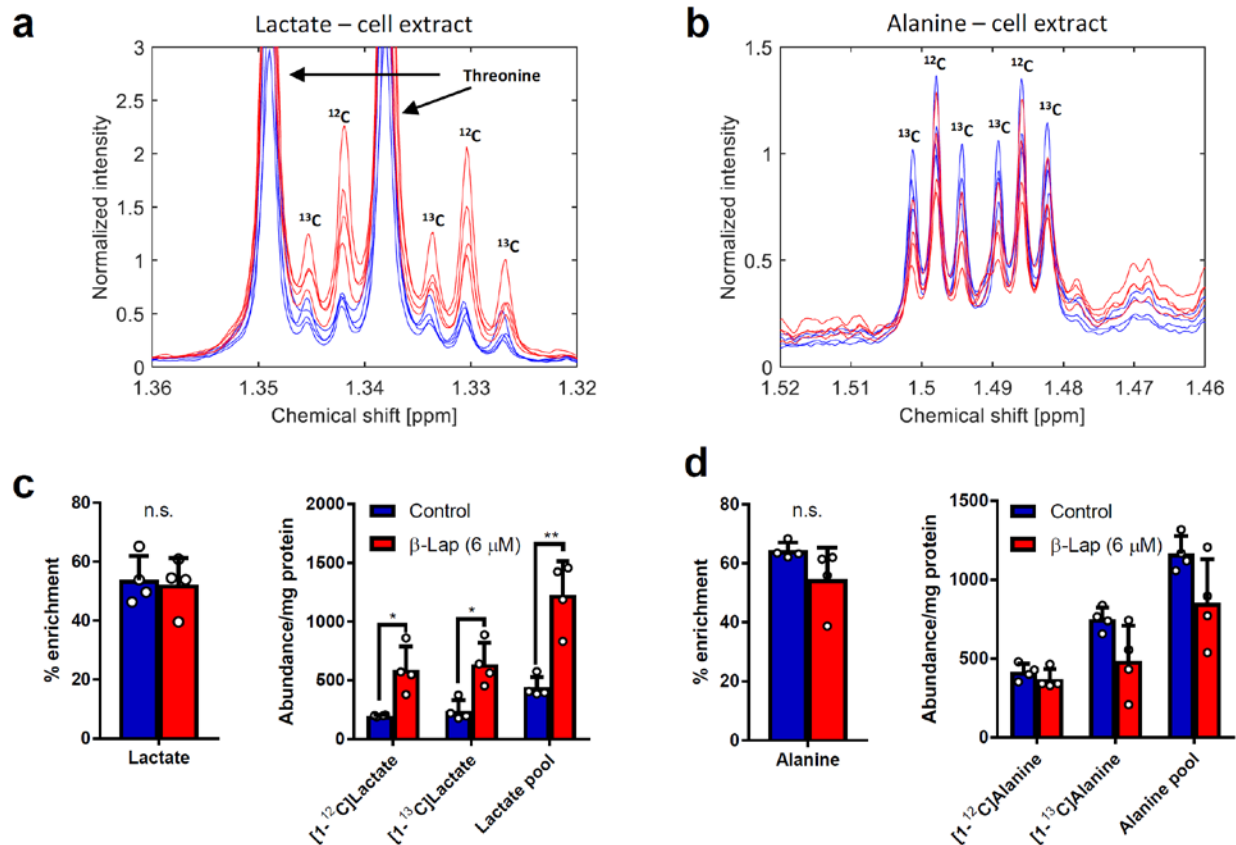 a
Lactate – cell extract
Normalized intensity
3
2.5
2
1.5
1
0.5
0
Threonine
¹²C
¹²C
¹³C
¹³C
¹³C
1.36
1.35
1.34
1.33
1.32
Chemical shift [ppm]
b
Alanine – cell extract
Normalized intensity
1.5
1
0.5
0
¹²C
¹²C
¹³C
¹³C
¹³C
¹³C
1.52
1.51
1.5
1.49
1.48
1.47
1.46
Chemical shift [ppm]
c
% enrichment
80
60
40
20
0
n.s.
Lactate
Abundance/mg protein
2000
1500
1000
500
0
Control
β-Lap (6 μM)
*
*
**
[1-¹²C]Lactate
[1-¹³C]Lactate
Lactate pool
d
% enrichment
80
60
40
20
0
n.s.
Alanine
Abundance/mg protein
1500
1000
500
0
Control
β-Lap (6 μM)
[1-¹²C]Alanine
[1-¹³C]Alanine
Alanine pool